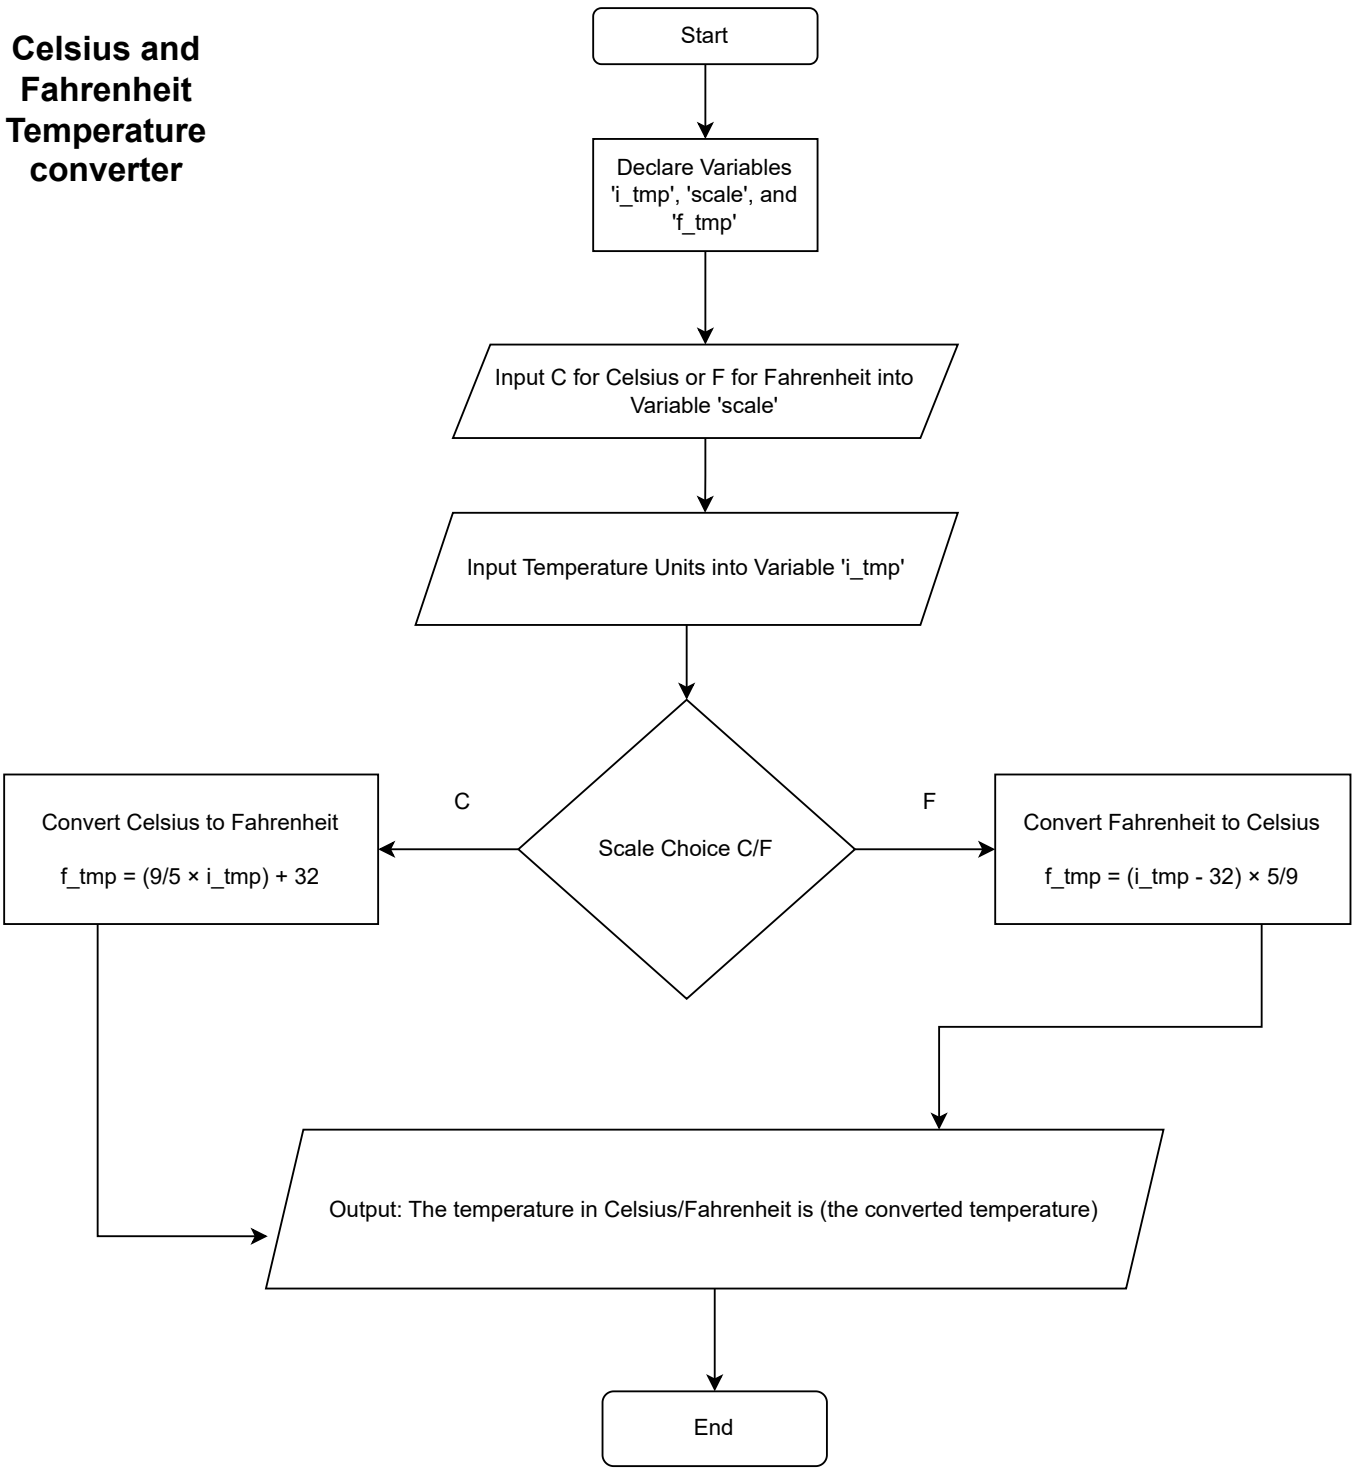 Celsius and
Fahrenheit
Temperature
converter
Start
Declare Variables
'i_tmp', 'scale', and
'f_tmp'
Input C for Celsius or F for Fahrenheit into
Variable 'scale'
Input Temperature Units into Variable 'i_tmp'
Scale Choice C/F
C
F
Convert Celsius to Fahrenheit
f_tmp = (9/5 × i_tmp) + 32
Convert Fahrenheit to Celsius
f_tmp = (i_tmp - 32) × 5/9
Output: The temperature in Celsius/Fahrenheit is (the converted temperature)
End